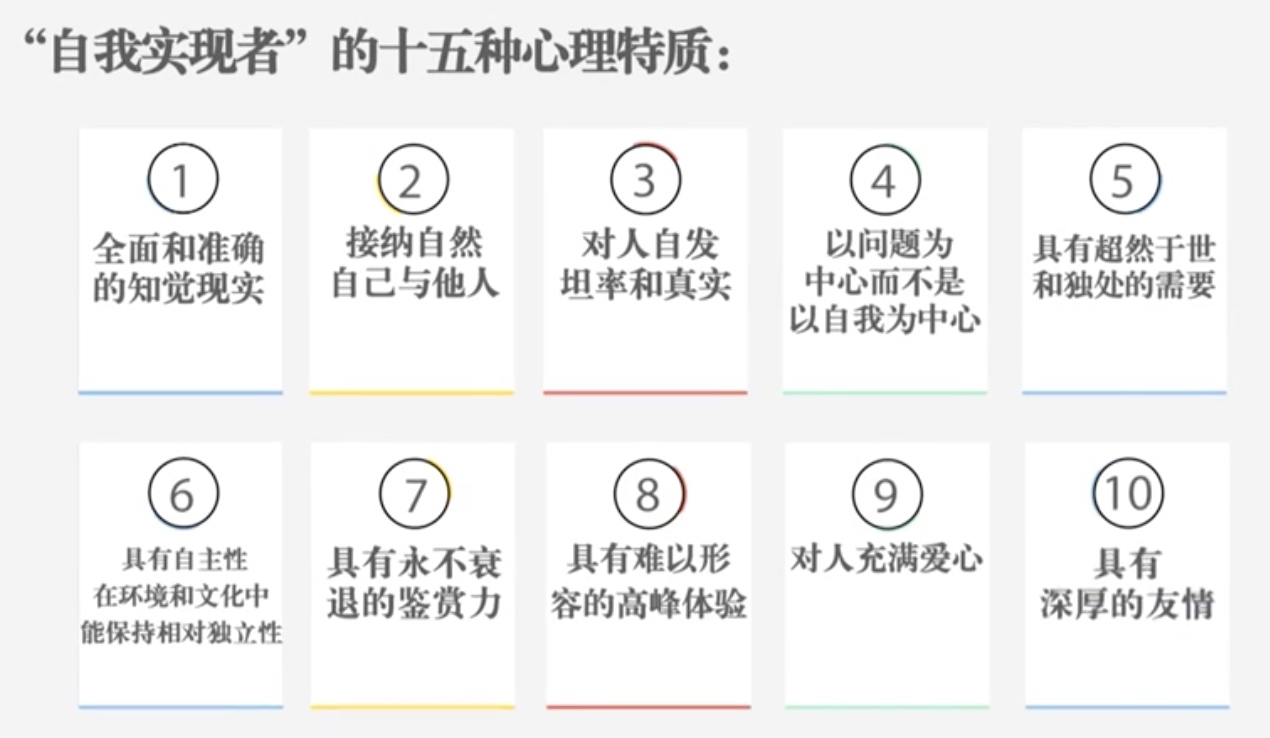 “自我实现者”的十五种心理特质：
1
全面和准确
的知觉现实
2
接纳自然
自己与他人
3
对人自发
坦率和真实
4
以问题为
中心而不是
以自我为中心
5
具有超然于世
和独处的需要
6
具有自主性
在环境和文化中
能保持相对独立性
7
具有永不衰
退的鉴赏力
8
具有难以形
容的高峰体验
9
对人充满爱心
10
具有
深厚的友情